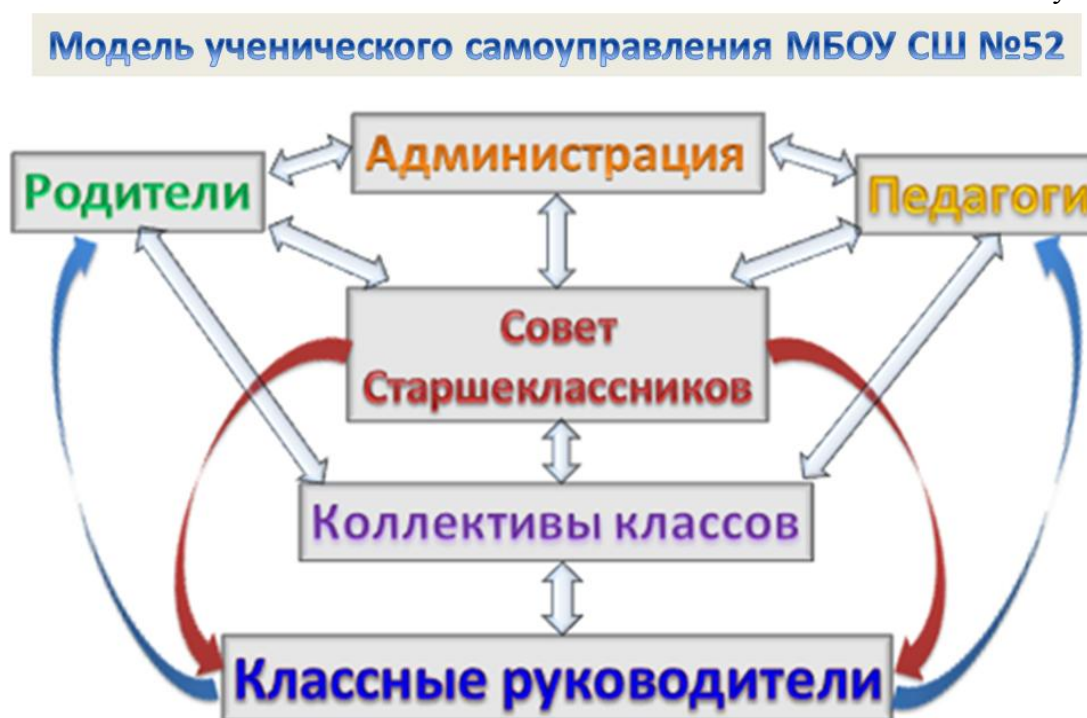 Модель ученического самоуправления МБОУ СШ №52
Администрация
Родители
Педагоги
Совет
Старшеклассников
Коллективы классов
Классные руководители